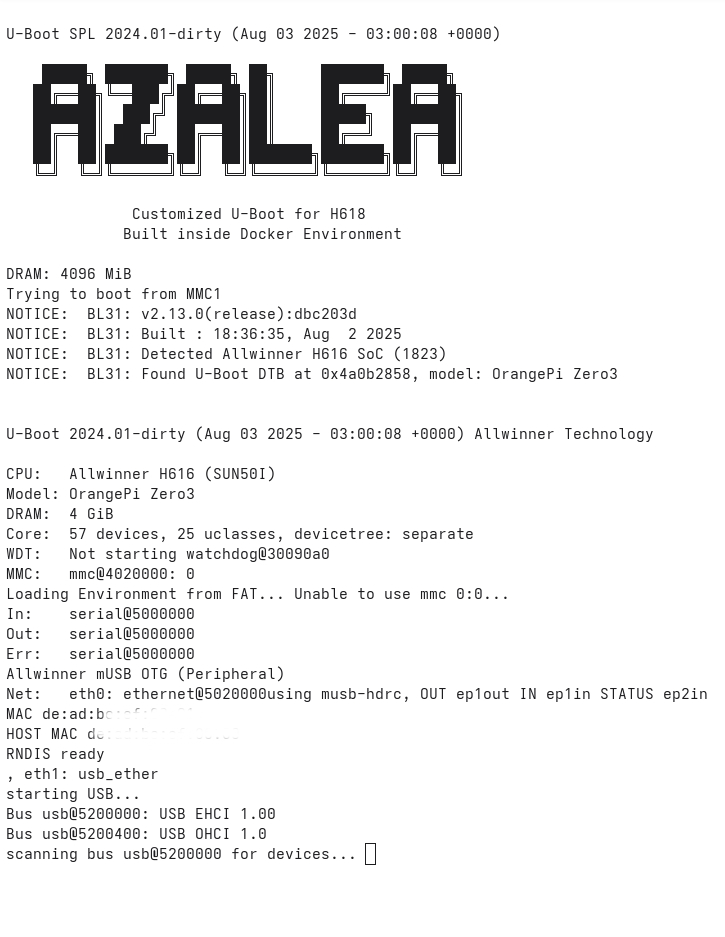 U-Boot SPL 2024.01-dirty (Aug 03 2025 - 03:00:08 +0000)
AZALEA
Customized U-Boot for H618
Built inside Docker Environment
DRAM: 4096 MiB
Trying to boot from MMC1
NOTICE:  BL31: v2.13.0(release):dbc203d
NOTICE:  BL31: Built : 18:36:35, Aug  2 2025
NOTICE:  BL31: Detected Allwinner H616 SoC (1823)
NOTICE:  BL31: Found U-Boot DTB at 0x4a0b2858, model: OrangePi Zero3
U-Boot 2024.01-dirty (Aug 03 2025 - 03:00:08 +0000) Allwinner Technology
CPU:   Allwinner H616 (SUN50I)
Model: OrangePi Zero3
DRAM:  4 GiB
Core:  57 devices, 25 uclasses, devicetree: separate
WDT:   Not starting watchdog@30090a0
MMC:   mmc@4020000: 0
Loading Environment from FAT... Unable to use mmc 0:0...
In:    serial@5000000
Out:   serial@5000000
Err:   serial@5000000
Allwinner mUSB OTG (Peripheral)
Net:   eth0: ethernet@5020000using musb-hdrc, OUT ep1out IN ep1in STATUS ep2in
MAC de:ad:
HOST MAC
RNDIS ready
, eth1: usb_ether
starting USB...
Bus usb@5200000: USB EHCI 1.00
Bus usb@5200400: USB OHCI 1.0
scanning bus usb@5200000 for devices...